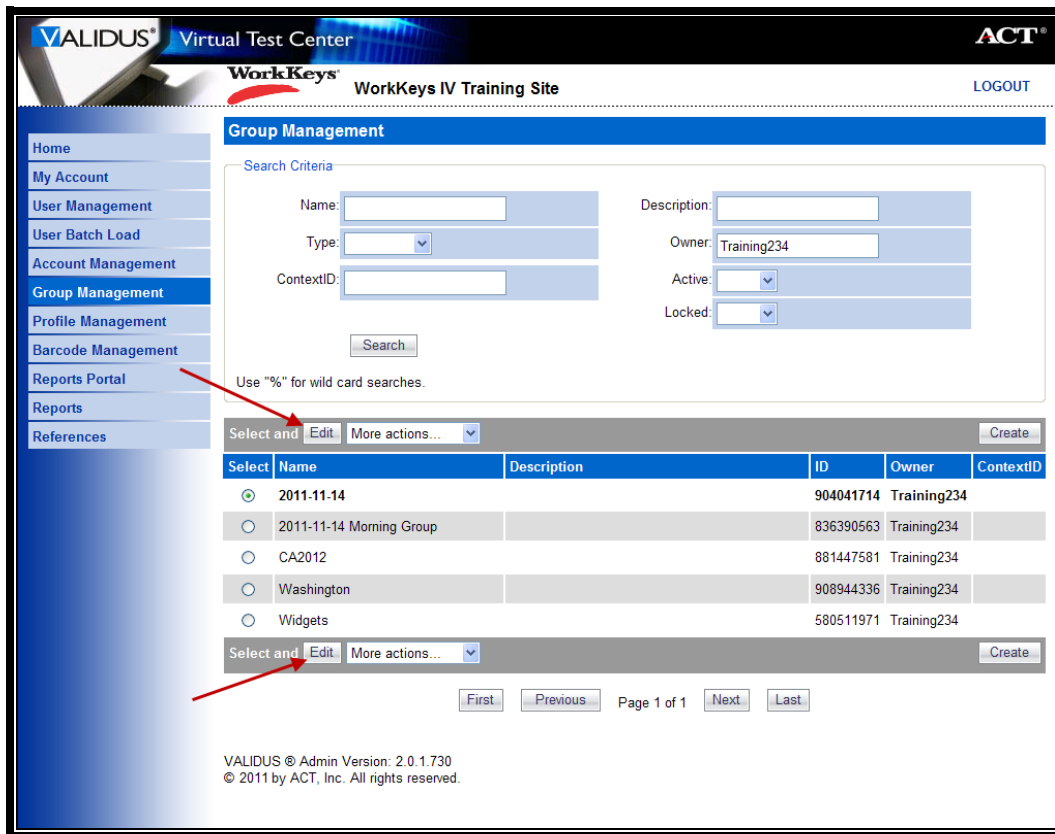 VALIDUS® Virtual Test Center ACT®
WorkKeys® WorkKeys IV Training Site LOGOUT
Home
My Account
User Management
User Batch Load
Account Management
Group Management
Profile Management
Barcode Management
Reports Portal
Reports
References
Group Management
Search Criteria
Name: Description:
Type: Owner: Training234
ContextID: Active:
Locked:
Search
Use "%" for wild card searches.
Select and Edit More actions... Create
Select Name Description ID Owner ContextID
2011-11-14 904041714 Training234
2011-11-14 Morning Group 836390563 Training234
CA2012 881447581 Training234
Washington 908944336 Training234
Widgets 580511971 Training234
Select and Edit More actions... Create
First Previous Page 1 of 1 Next Last
VALIDUS ® Admin Version: 2.0.1.730
© 2011 by ACT, Inc. All rights reserved.